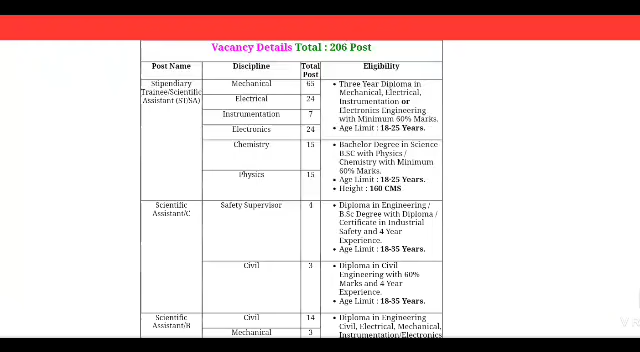 Vacancy Details Total : 206 Post
Post Name Discipline Total Post Eligibility
Stipendiary Trainee/Scientific Assistant (ST/SA)
Mechanical 65
Electrical 24
Instrumentation 7
Electronics 24
• Three Year Diploma in
Mechanical, Electrical,
Instrumentation or
Electronics Engineering
with Minimum 60% Marks.
• Age Limit : 18-25 Years.
Chemistry 15
Physics 15
• Bachelor Degree in Science
B.SC with Physics /
Chemistry with Minimum
60% Marks.
• Age Limit : 18-25 Years.
• Height : 160 CMS
Scientific
Assistant/C
Safety Supervisor 4
• Diploma in Engineering /
B.Sc Degree with Diploma /
Certificate in Industrial
Safety and 4 Year
Experience.
• Age Limit : 18-35 Years.
Civil 3
• Diploma in Civil
Engineering with 60%
Marks and 4 Year
Experience.
• Age Limit : 18-35 Years.
Scientific
Assistant/B
Civil 14
Mechanical 3
• Diploma in Engineering
Civil, Electrical, Mechanical,
Instrumentation/Electronics